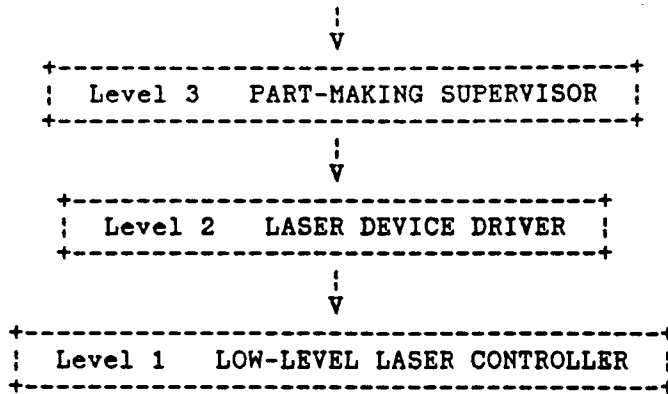 Level 3 PART-MAKING SUPERVISOR
V
Level 2 LASER DEVICE DRIVER
V
Level 1 LOW-LEVEL LASER CONTROLLER